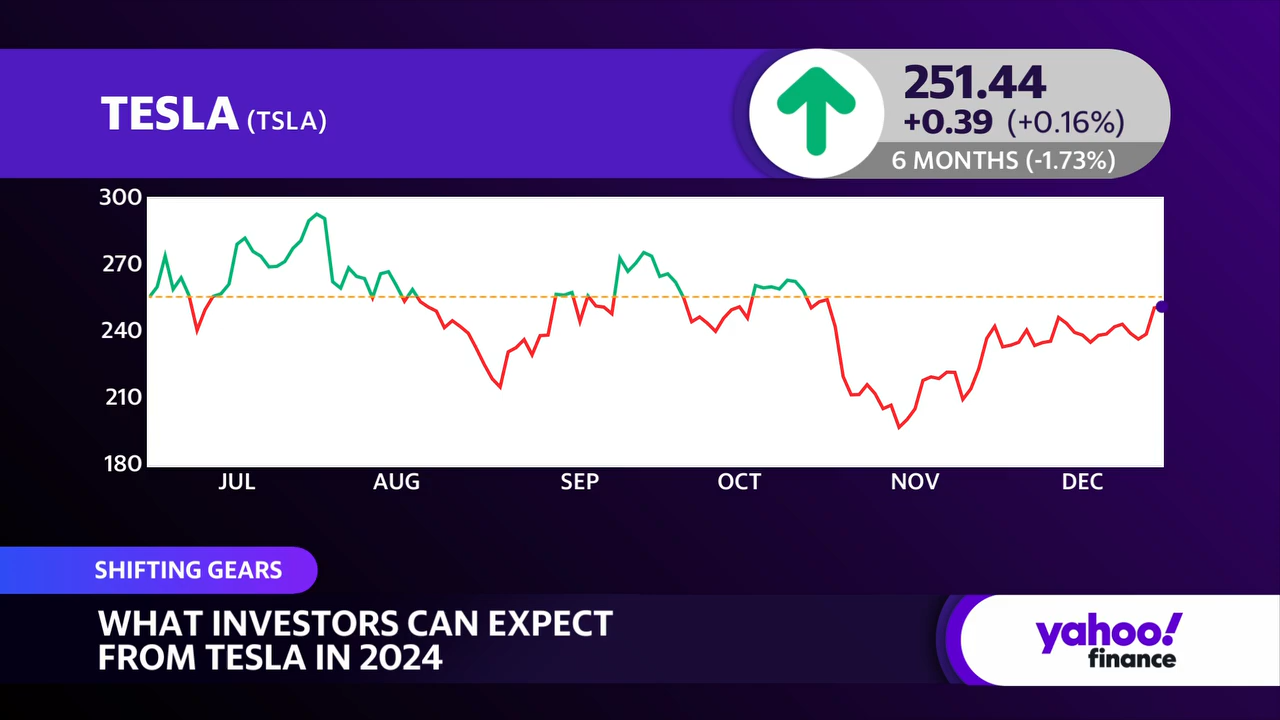 TESLA (TSLA)
251.44
+0.39 (+0.16%)
6 MONTHS (-1.73%)
300
270
240
210
180
JUL AUG SEP OCT NOV DEC
SHIFTING GEARS
WHAT INVESTORS CAN EXPECT
FROM TESLA IN 2024
yahoo!
finance